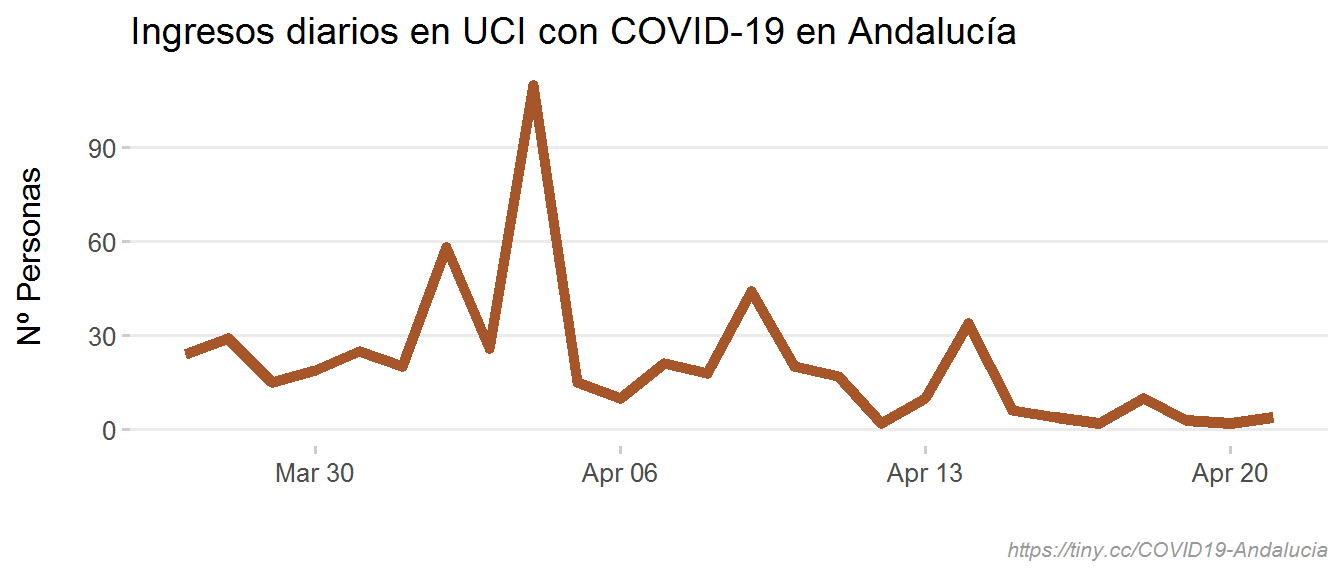 Ingresos diarios en UCI con COVID-19 en Andalucía
Nº Personas
90
60
30
0
Mar 30
Apr 06
Apr 13
Apr 20
https://tiny.cc/COVID19-Andalucia